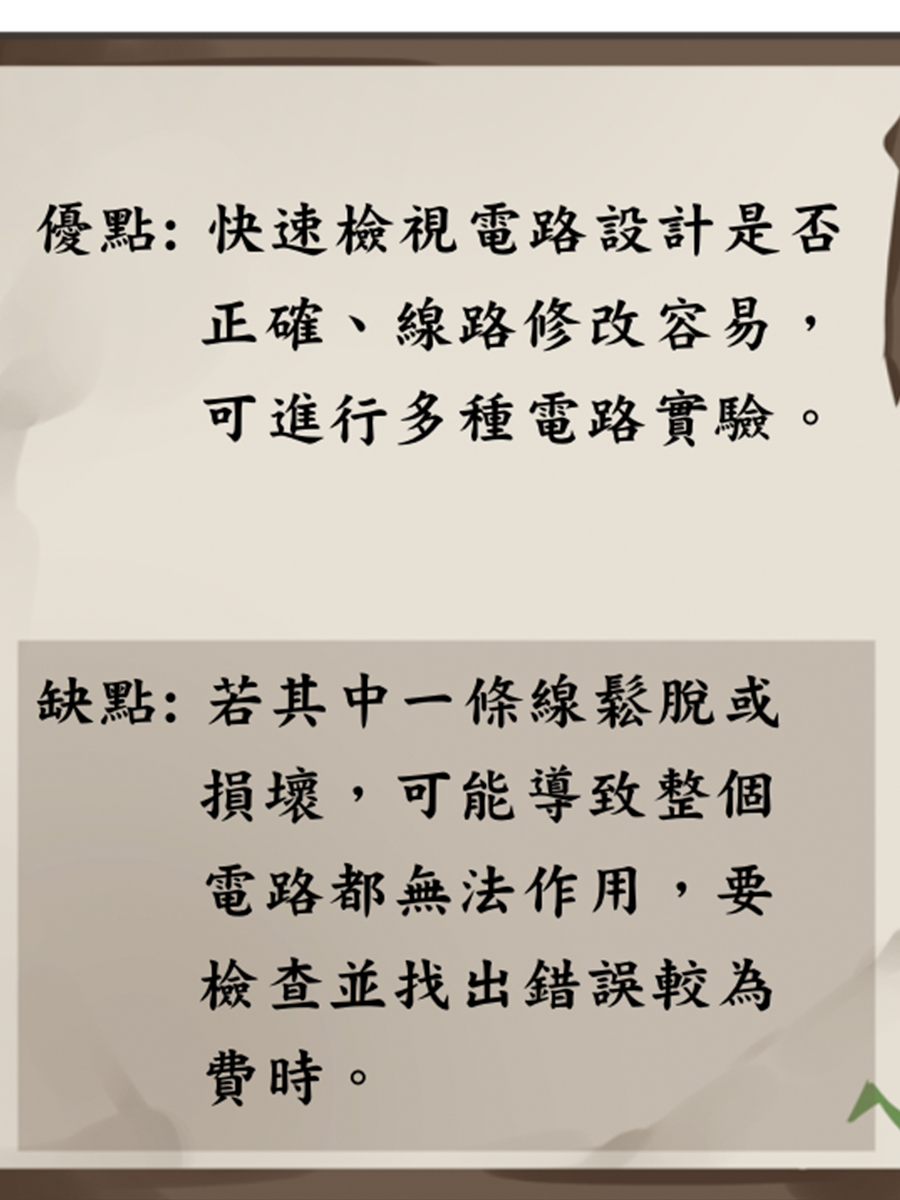 優點: 快速檢視電路設計是否
正確、線路修改容易，
可進行多種電路實驗。
缺點: 若其中一條線鬆脫或
損壞，可能導致整個
電路都無法作用，要
檢查並找出錯誤較為
費時。